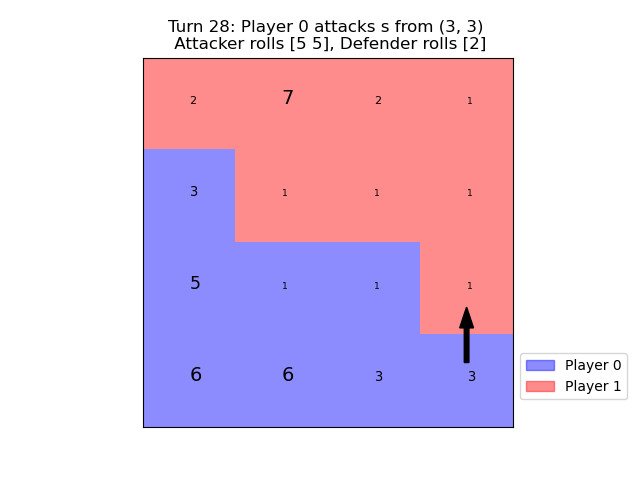 Turn 28: Player 0 attacks s from (3, 3)
Attacker rolls [5 5], Defender rolls [2]
2 7 2 1
3 1 1 1
5 1 1 1
6 6 3 3
Player 0
Player 1